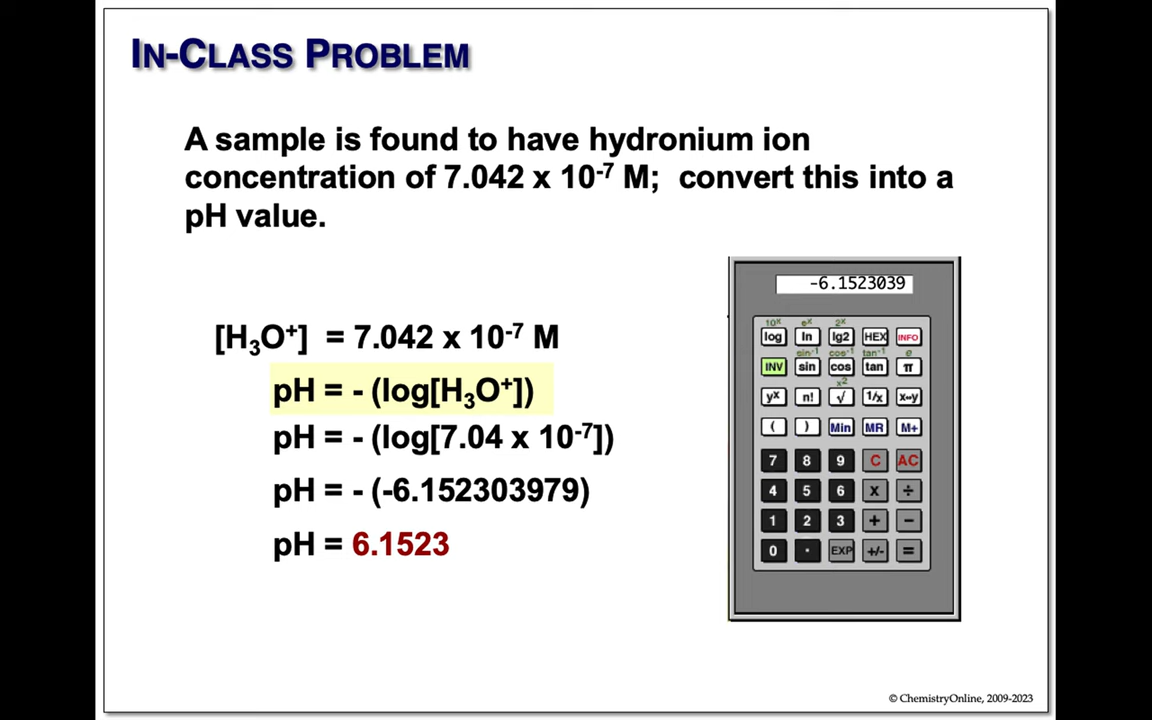 IN-CLASS PROBLEM
A sample is found to have hydronium ion
concentration of 7.042 x 10⁻⁷ M;  convert this into a
pH value.
-6.1523039
[H₃O⁺] = 7.042 x 10⁻⁷ M
pH = - (log[H₃O⁺])
pH = - (log[7.04 x 10⁻⁷])
pH = - (-6.152303979)
pH = 6.1523
10ˣ eˣ 2ˣ
log ln lg2 HEX INFO
sin⁻¹ cos⁻¹ tan⁻¹ e
INV sin cos tan π
x²
yˣ n! √ 1/x x↔y
( ) Min MR M+
7 8 9 C AC
4 5 6 x ÷
1 2 3 + −
0 · EXP +/- =
© ChemistryOnline, 2009-2023